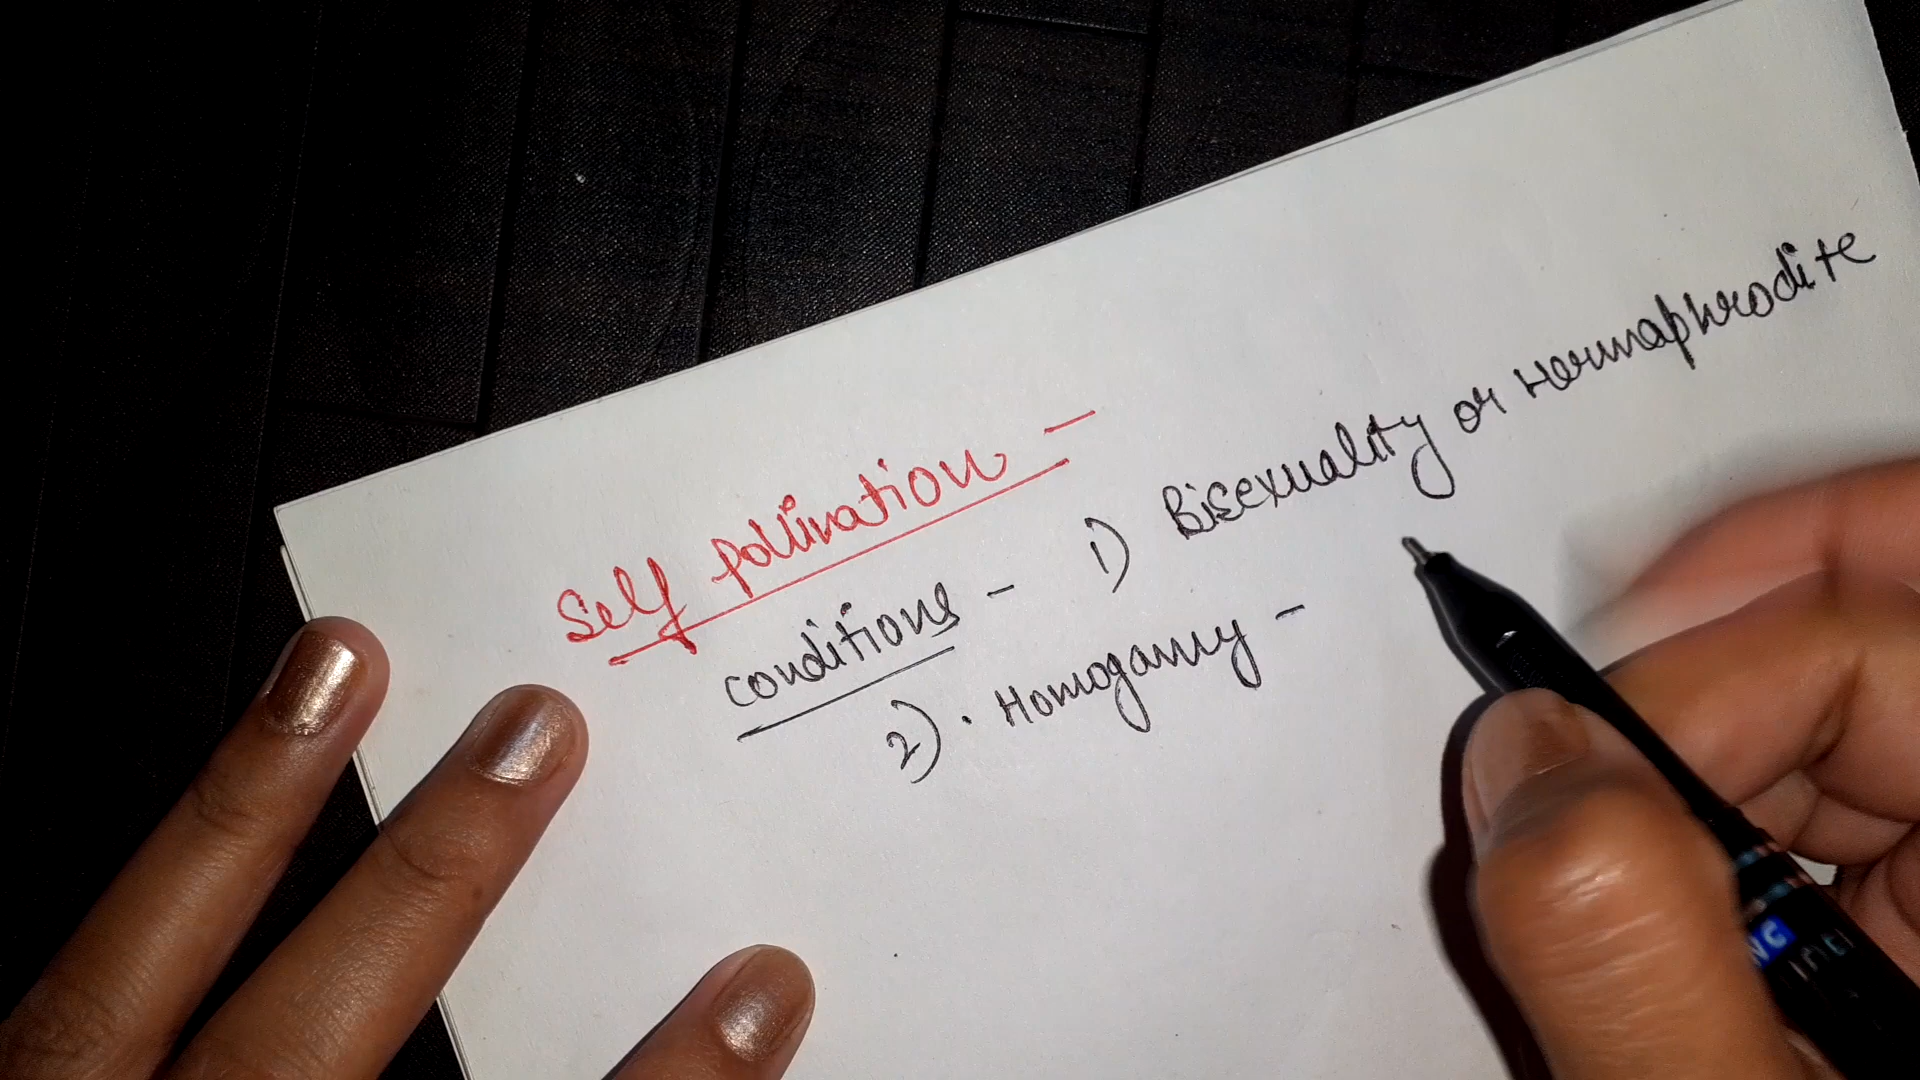 Self pollination -
conditions - 1) Bisexuality or Hermaphrodite
2) . Homogamy -